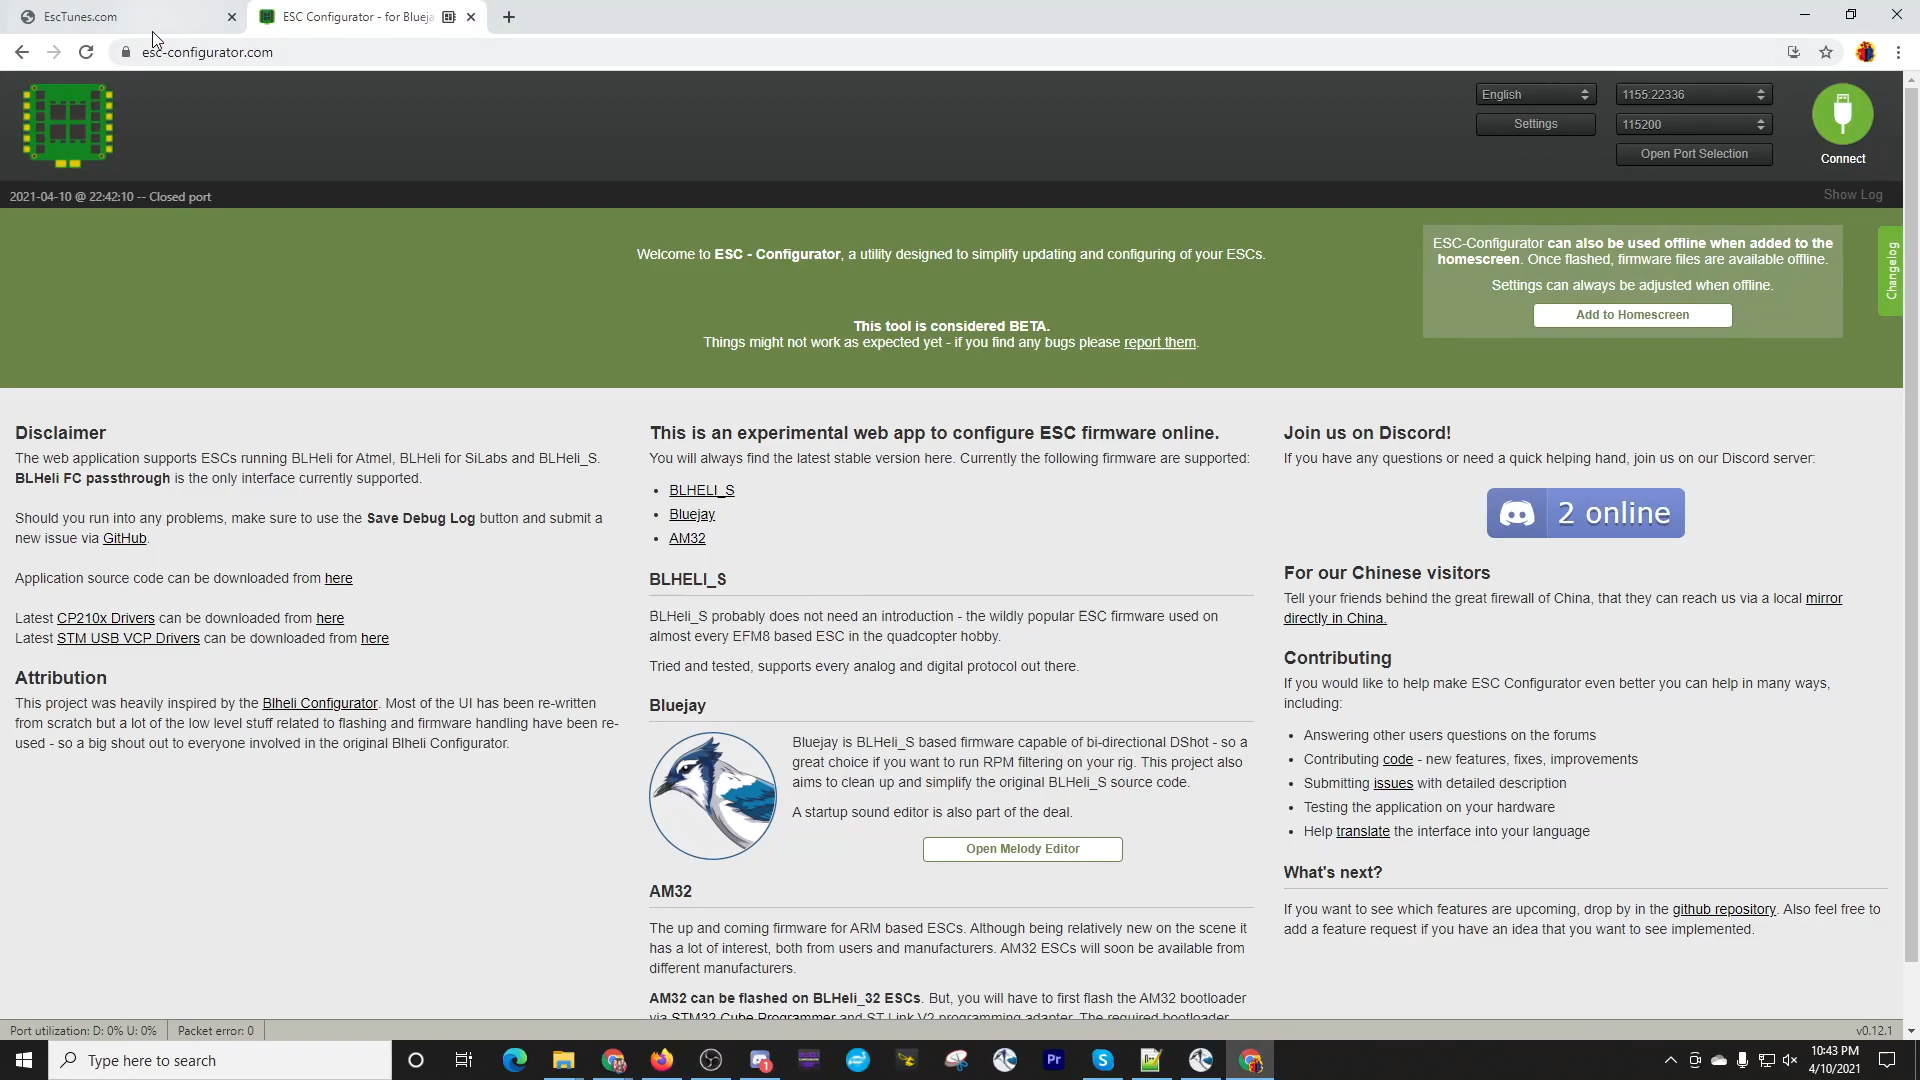 EscTunes.com
ESC Configurator - for Blueja
esc-configurator.com
English
1155:22336
Settings
115200
Open Port Selection
Connect
2021-04-10 @ 22:42:10 -- Closed port
Show Log
Welcome to ESC - Configurator, a utility designed to simplify updating and configuring of your ESCs.
This tool is considered BETA.
Things might not work as expected yet - if you find any bugs please report them.
ESC-Configurator can also be used offline when added to the
homescreen. Once flashed, firmware files are available offline.
Settings can always be adjusted when offline.
Add to Homescreen
Changelog
Disclaimer
The web application supports ESCs running BLHeli for Atmel, BLHeli for SiLabs and BLHeli_S.
BLHeli FC passthrough is the only interface currently supported.
Should you run into any problems, make sure to use the Save Debug Log button and submit a
new issue via GitHub.
Application source code can be downloaded from here
Latest CP210x Drivers can be downloaded from here
Latest STM USB VCP Drivers can be downloaded from here
Attribution
This project was heavily inspired by the Blheli Configurator. Most of the UI has been re-written
from scratch but a lot of the low level stuff related to flashing and firmware handling have been re-
used - so a big shout out to everyone involved in the original Blheli Configurator.
This is an experimental web app to configure ESC firmware online.
You will always find the latest stable version here. Currently the following firmware are supported:
• BLHELI_S
• Bluejay
• AM32
BLHELI_S
BLHeli_S probably does not need an introduction - the wildly popular ESC firmware used on
almost every EFM8 based ESC in the quadcopter hobby.
Tried and tested, supports every analog and digital protocol out there.
Bluejay
Bluejay is BLHeli_S based firmware capable of bi-directional DShot - so a
great choice if you want to run RPM filtering on your rig. This project also
aims to clean up and simplify the original BLHeli_S source code.
A startup sound editor is also part of the deal.
Open Melody Editor
AM32
The up and coming firmware for ARM based ESCs. Although being relatively new on the scene it
has a lot of interest, both from users and manufacturers. AM32 ESCs will soon be available from
different manufacturers.
AM32 can be flashed on BLHeli_32 ESCs. But, you will have to first flash the AM32 bootloader
via STM32 Cube Programmer and ST-Link V2 programming adapter. The required bootloader
Join us on Discord!
If you have any questions or need a quick helping hand, join us on our Discord server:
2 online
For our Chinese visitors
Tell your friends behind the great firewall of China, that they can reach us via a local mirror
directly in China.
Contributing
If you would like to help make ESC Configurator even better you can help in many ways,
including:
• Answering other users questions on the forums
• Contributing code - new features, fixes, improvements
• Submitting issues with detailed description
• Testing the application on your hardware
• Help translate the interface into your language
What's next?
If you want to see which features are upcoming, drop by in the github repository. Also feel free to
add a feature request if you have an idea that you want to see implemented.
Port utilization: D: 0% U: 0%
Packet error: 0
v0.12.1
Type here to search
Pr
10:43 PM
4/10/2021